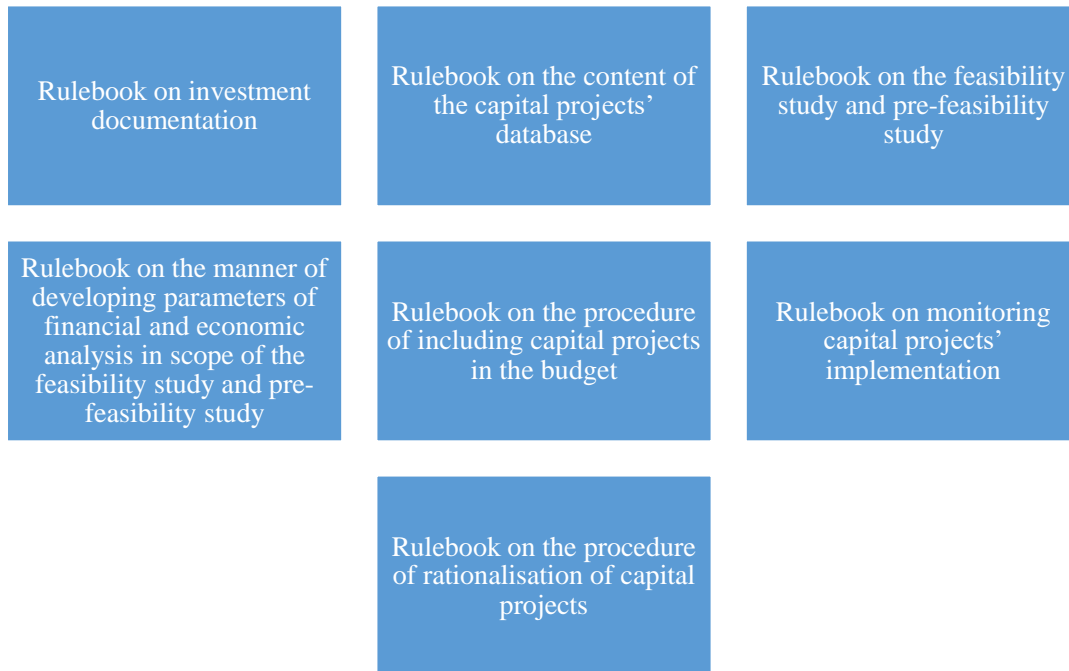 Rulebook on investment
documentation
Rulebook on the content of
the capital projects’
database
Rulebook on the feasibility
study and pre-feasibility
study
Rulebook on the manner of
developing parameters of
financial and economic
analysis in scope of the
feasibility study and pre-
feasibility study
Rulebook on the procedure
of including capital projects
in the budget
Rulebook on monitoring
capital projects’
implementation
Rulebook on the procedure
of rationalisation of capital
projects